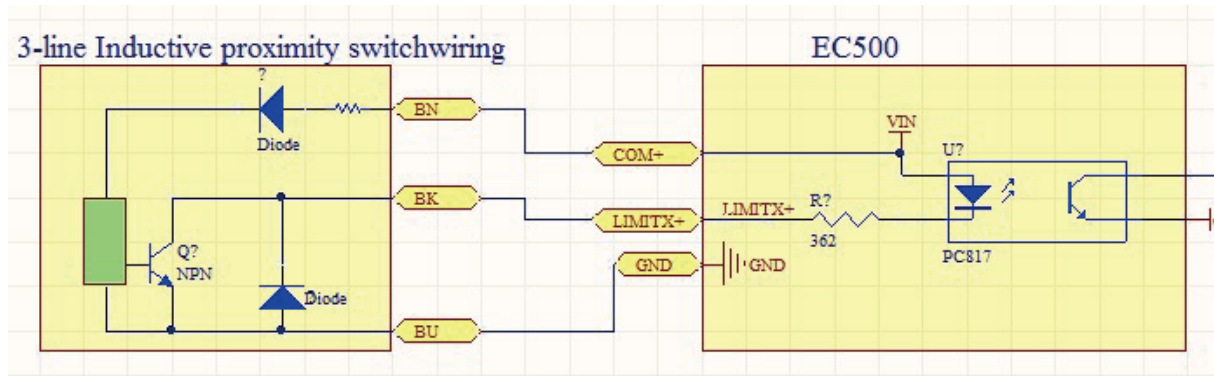 3-line Inductive proximity switchwiring
EC500
?
Diode
BN
VIN
COM+
U?
BK
LIMITX+
LIMITX+
R?
362
Q?
NPN
GND
GND
PC817
Diode
BU